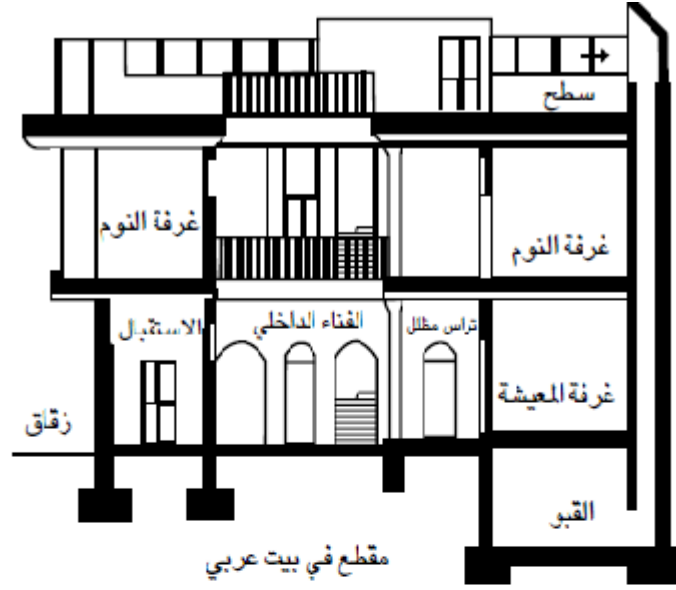 سطح
غرفة النوم
غرفة النوم
تراس مظلل
الفناء الداخلي
الاستقبال
غرفة المعيشة
زقاق
القبو
مقطع في بيت عربي